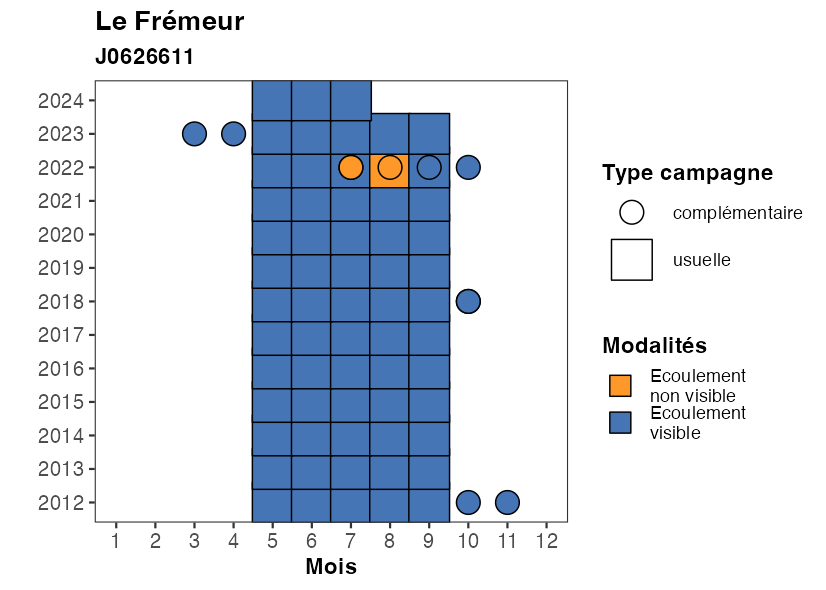 Le Frémeur
J0626611
2024
2023
2022
2021
2020
2019
2018
2017
2016
2015
2014
2013
2012
1 2 3 4 5 6 7 8 9 10 11 12
Mois
Type campagne
complémentaire
usuelle
Modalités
Ecoulement
non visible
Ecoulement
visible